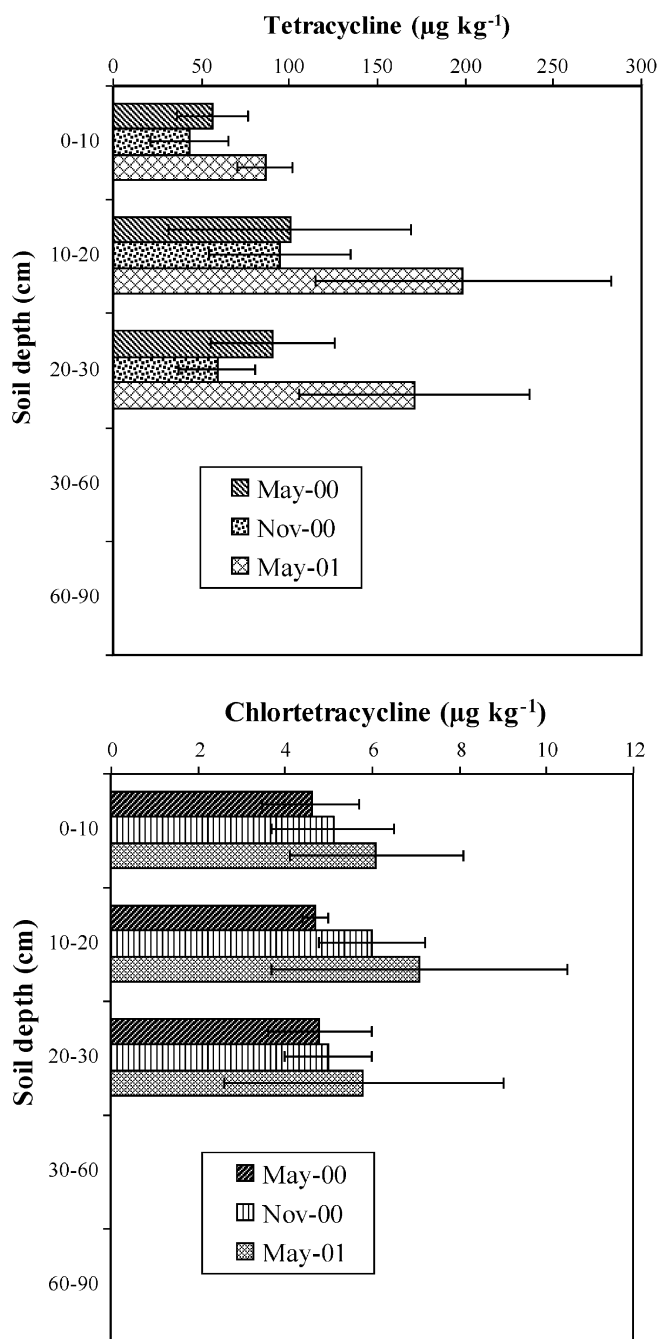 Tetracycline (µg kg-1)
0 50 100 150 200 250 300
0-10
10-20
20-30
30-60
60-90
Soil depth (cm)
May-00
Nov-00
May-01
Chlortetracycline (µg kg-1)
0 2 4 6 8 10 12
0-10
10-20
20-30
30-60
60-90
Soil depth (cm)
May-00
Nov-00
May-01